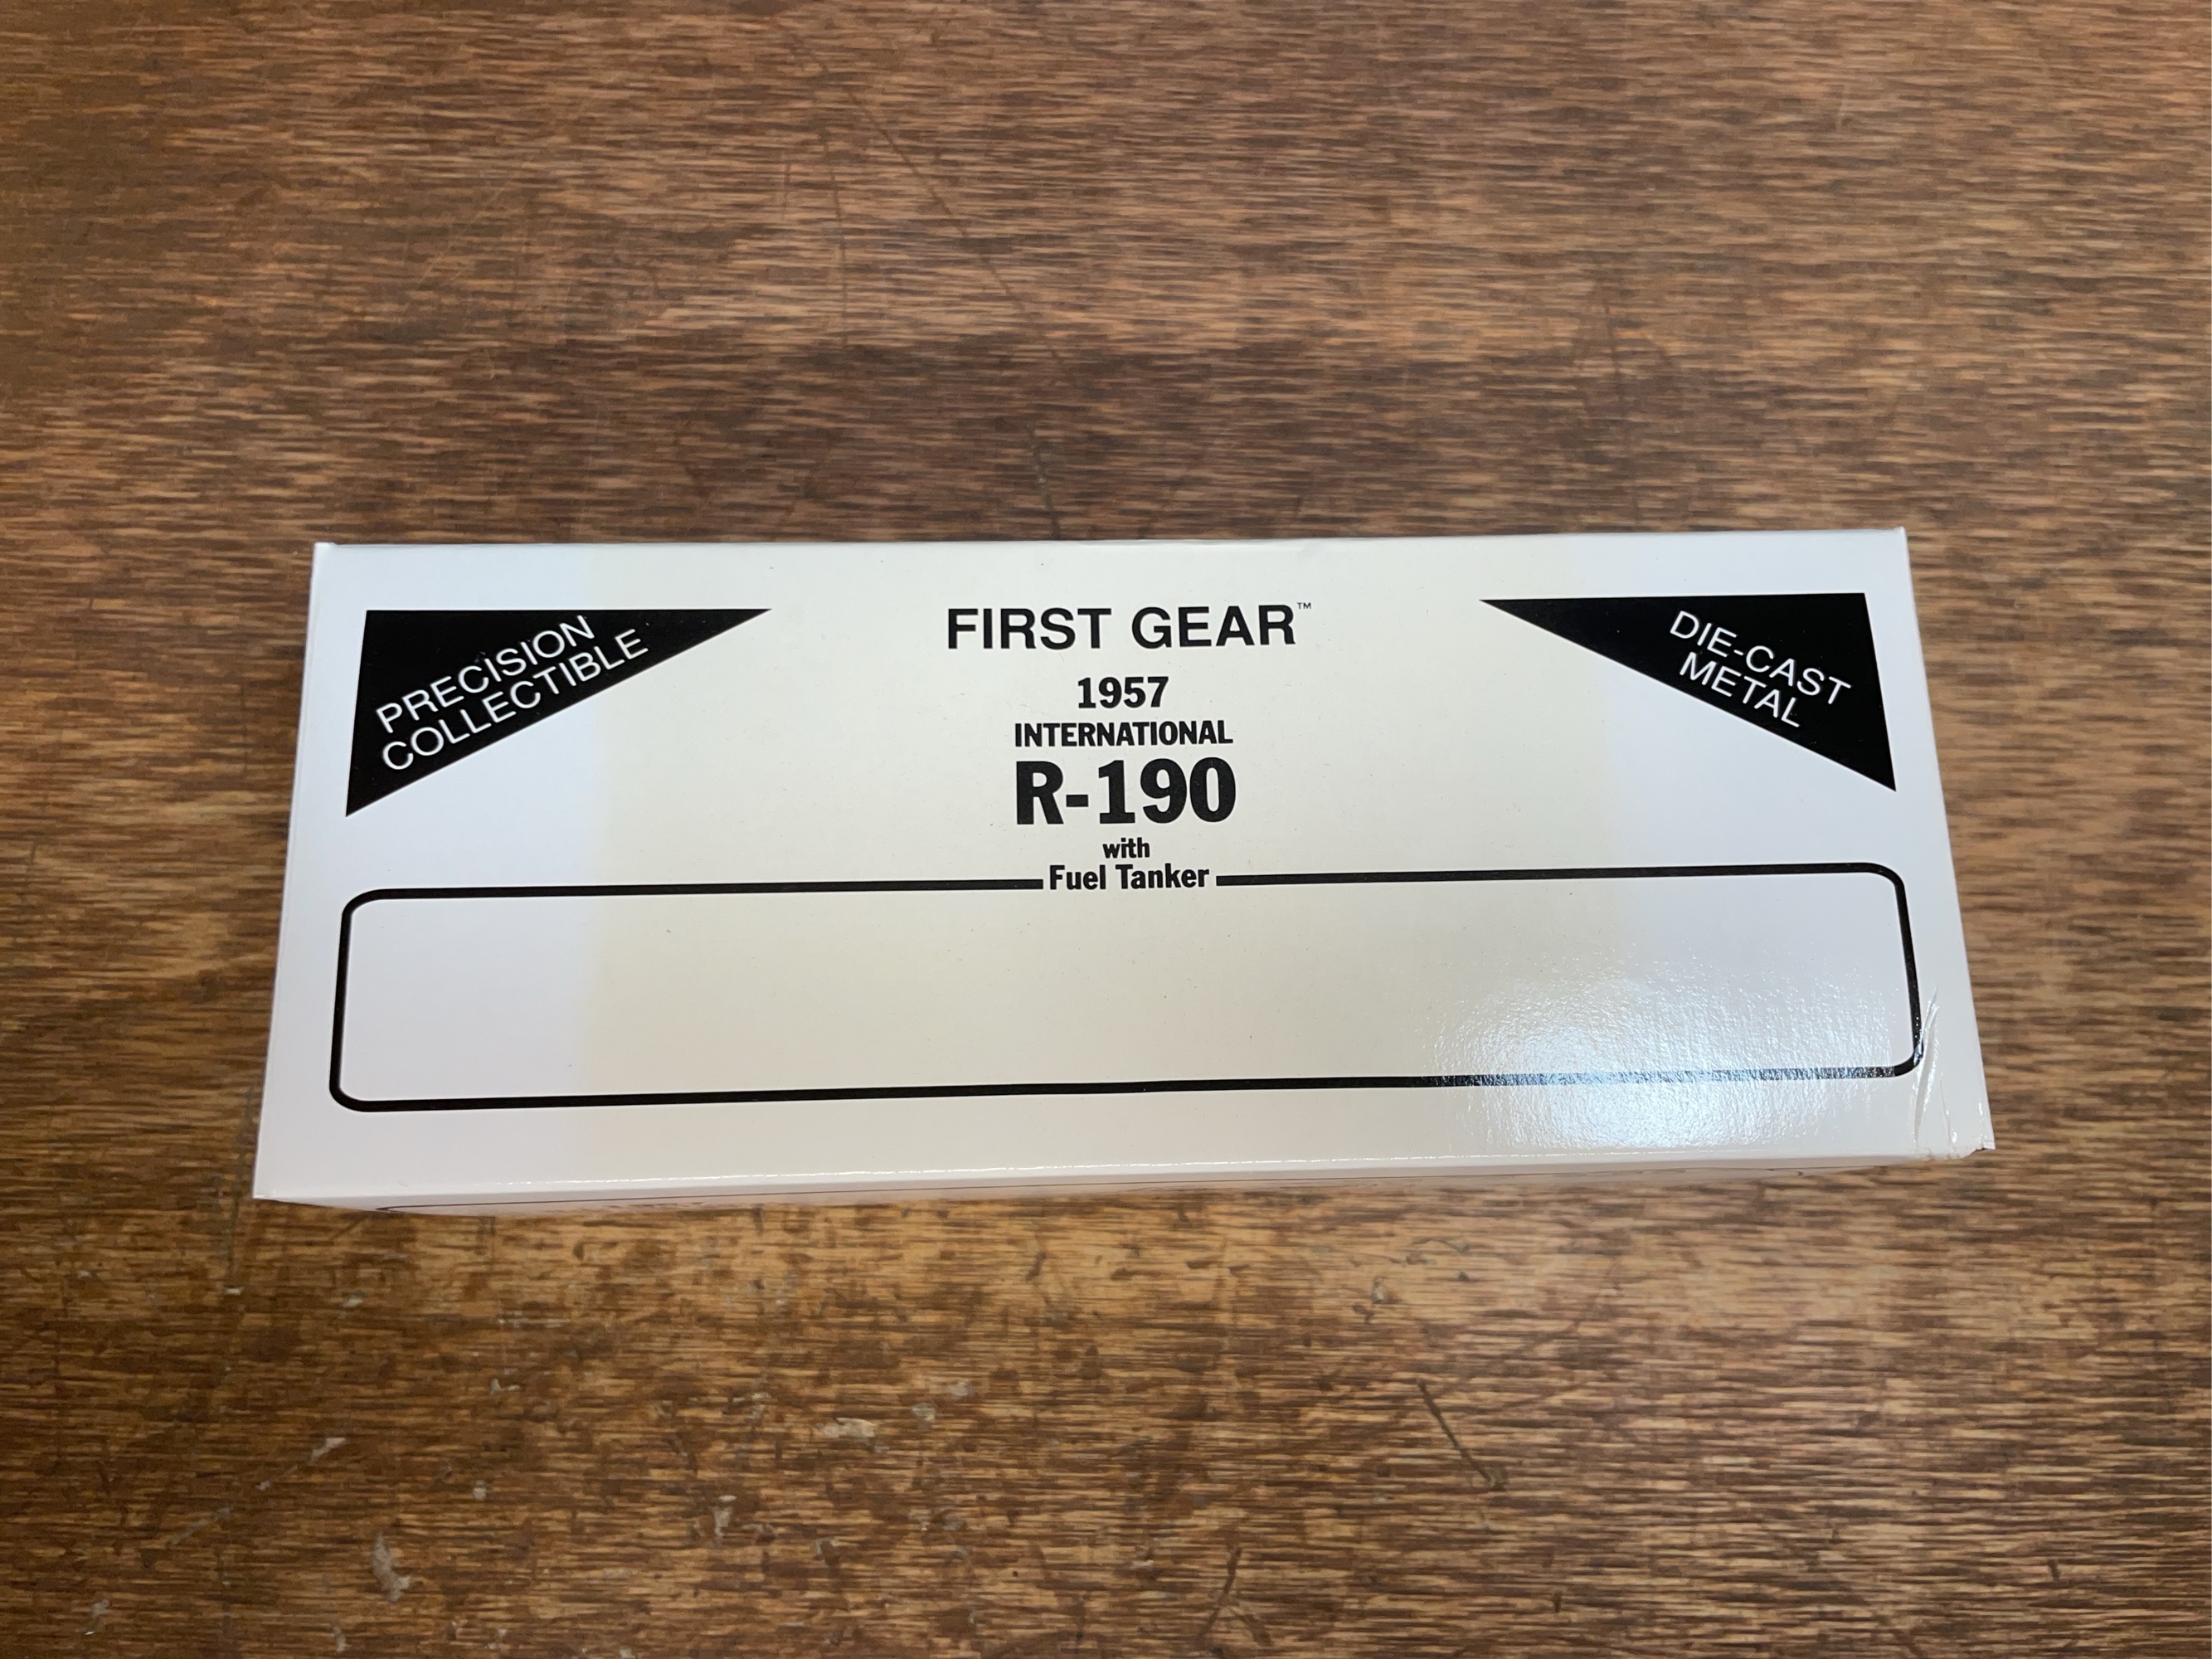 PRECISION
COLLECTIBLE
FIRST GEAR™
1957
INTERNATIONAL
R-190
with
Fuel Tanker
DIE-CAST
METAL